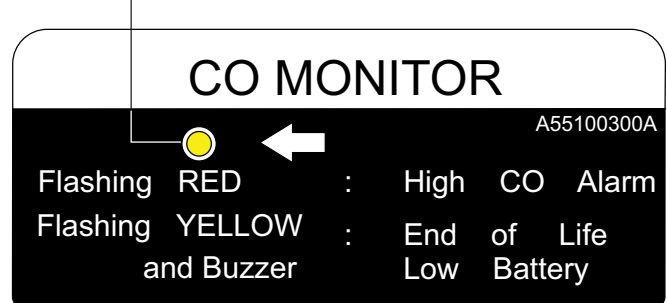 CO MONITOR
A55100300A
Flashing RED : High CO Alarm
Flashing YELLOW : End of Life
and Buzzer Low Battery